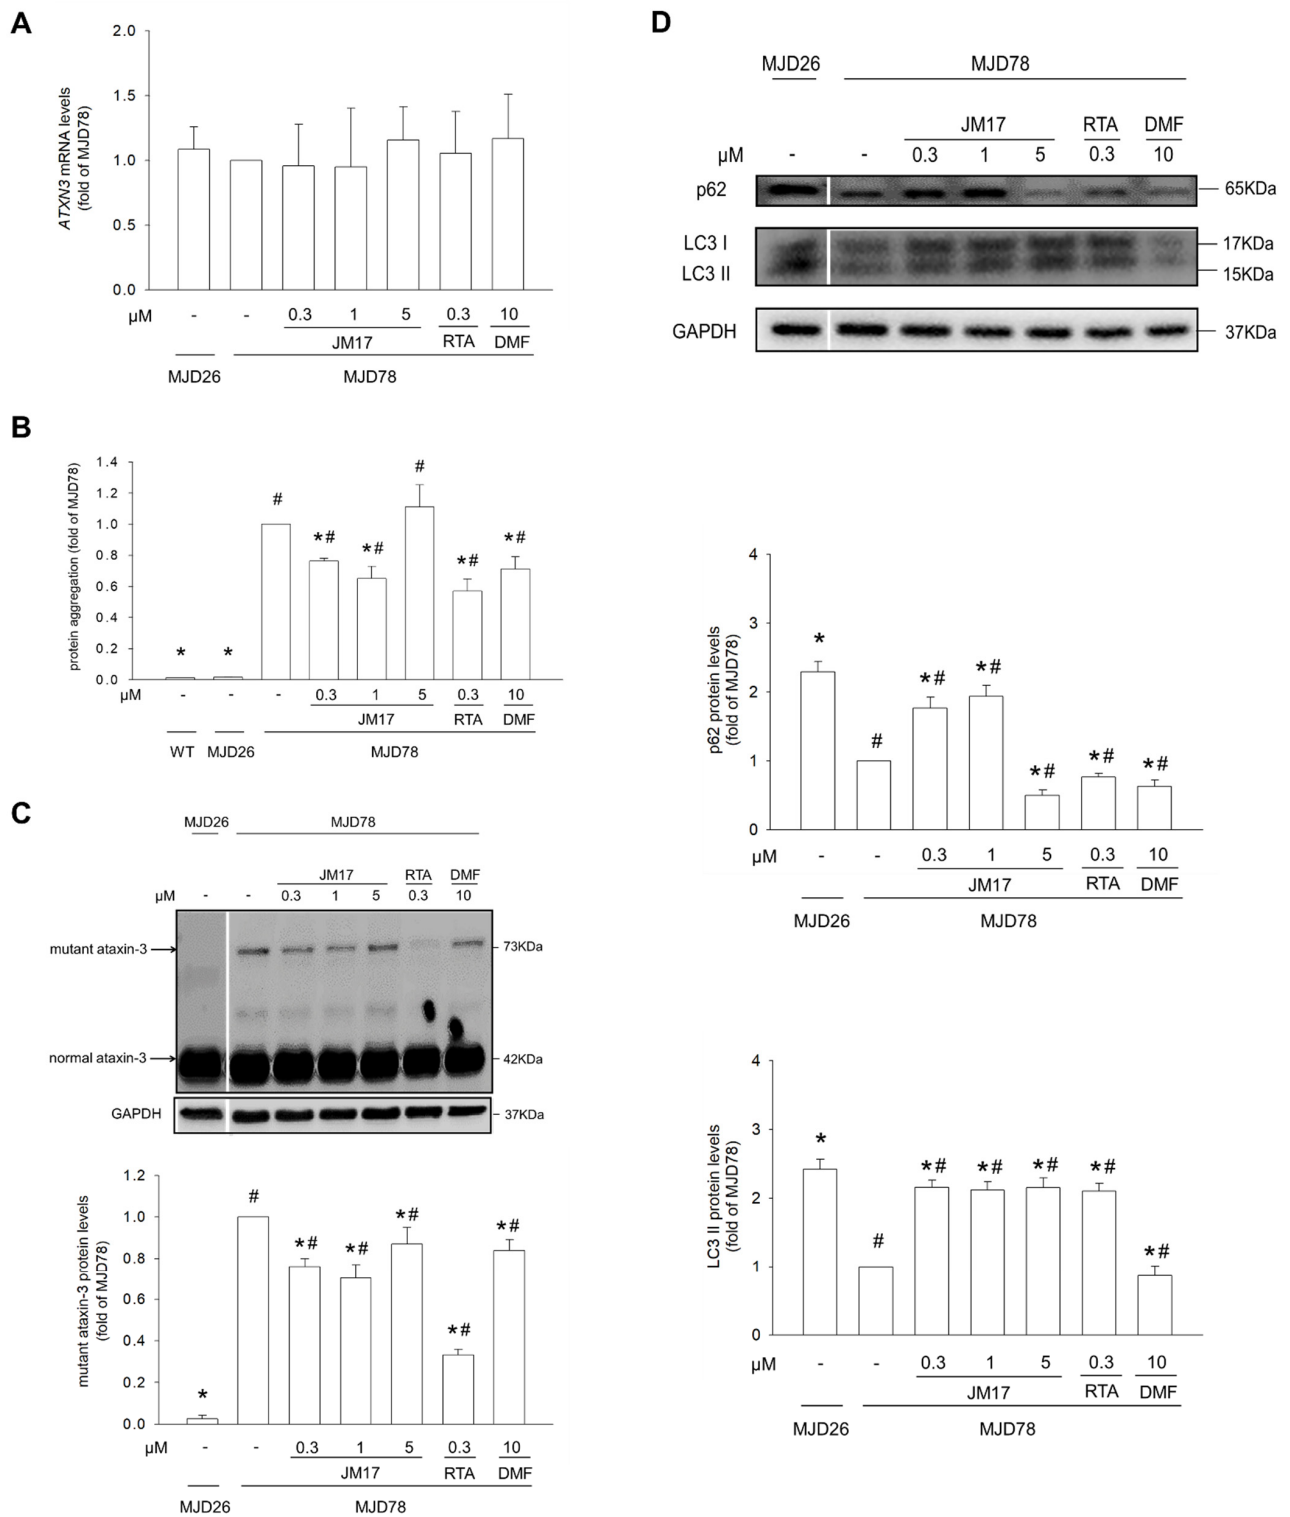 A
2.0
1.5
1.0
0.5
0.0
ATXN3 mRNA levels
(fold of MJD78)
μM - - 0.3 1 5 0.3 10
JM17 RTA DMF
MJD26 MJD78
B
1.4
1.2
1.0
0.8
0.6
0.4
0.2
0.0
protein aggregation (fold of MJD78)
* * # *# *# # *# *#
μM - - - 0.3 1 5 0.3 10
JM17 RTA DMF
WT MJD26 MJD78
C
MJD26 MJD78
JM17 RTA DMF
μM - - 0.3 1 5 0.3 10
mutant ataxin-3 73KDa
normal ataxin-3 42KDa
GAPDH 37KDa
1.2
1.0
0.8
0.6
0.4
0.2
0.0
mutant ataxin-3 protein levels
(fold of MJD78)
* # *# *# *# *# *#
μM - - 0.3 1 5 0.3 10
JM17 RTA DMF
MJD26 MJD78
D
MJD26 MJD78
JM17 RTA DMF
μM - - 0.3 1 5 0.3 10
p62 65KDa
LC3 I 17KDa
LC3 II 15KDa
GAPDH 37KDa
4
3
2
1
0
p62 protein levels
(fold of MJD78)
* # *# *# *# *# *#
μM - - 0.3 1 5 0.3 10
JM17 RTA DMF
MJD26 MJD78
4
3
2
1
0
LC3 II protein levels
(fold of MJD78)
* # *# *# *# *# *#
μM - - 0.3 1 5 0.3 10
JM17 RTA DMF
MJD26 MJD78